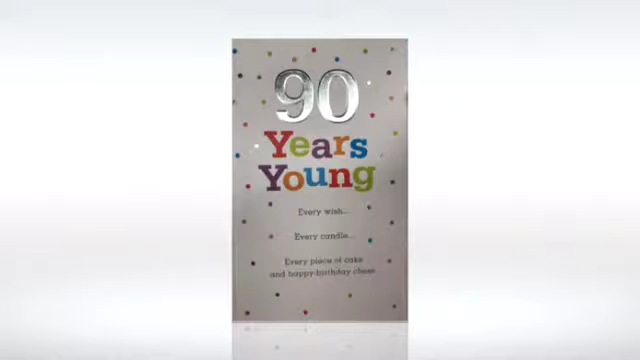 90
Years
Young
Every wish...
Every candle...
Every piece of cake
and happy-birthday cheer